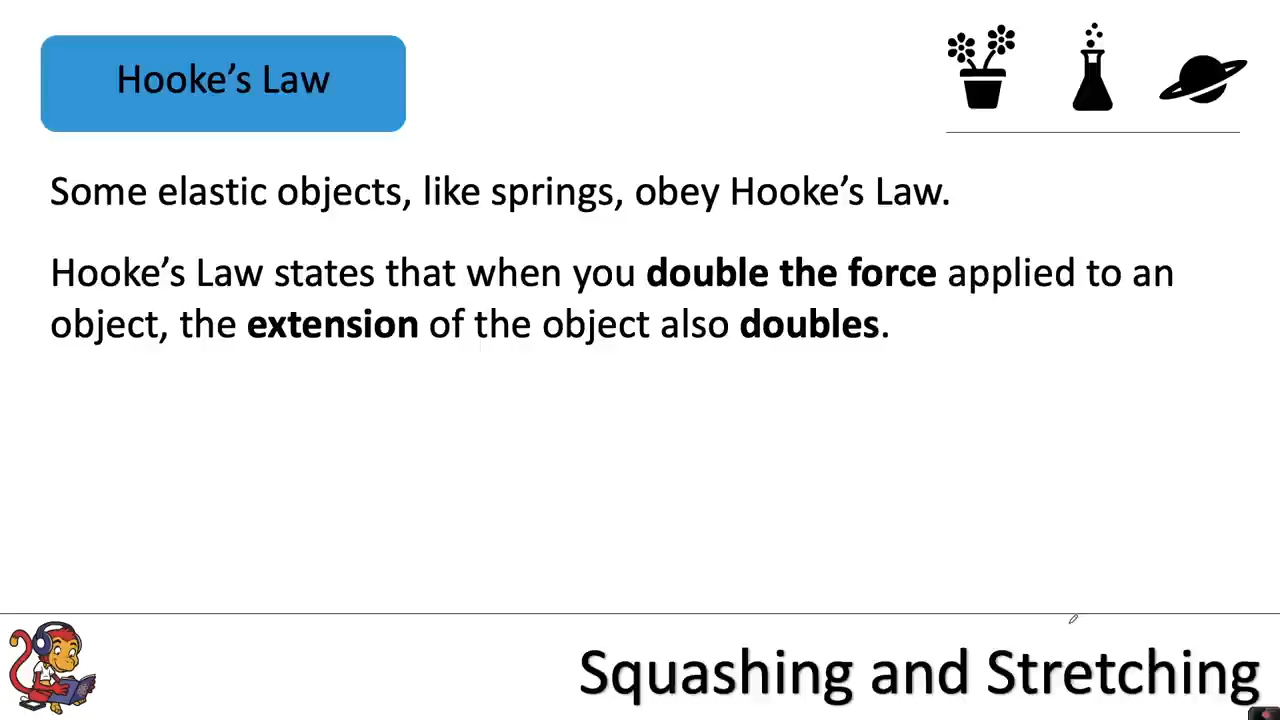 Hooke’s Law
Some elastic objects, like springs, obey Hooke’s Law.
Hooke’s Law states that when you double the force applied to an
object, the extension of the object also doubles.
Squashing and Stretching